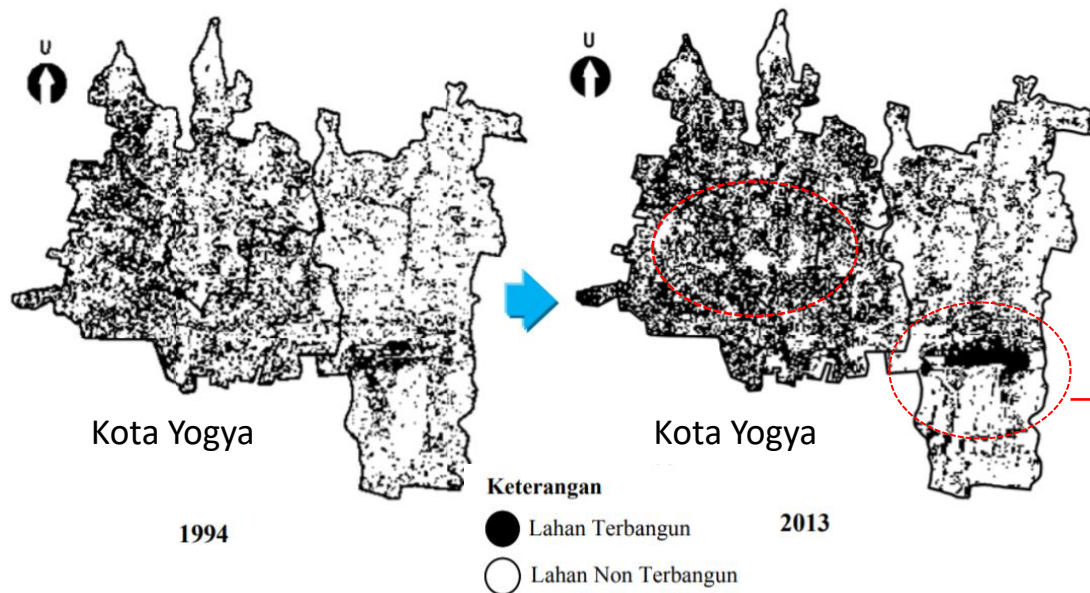 U
U
Kota Yogya
Kota Yogya
1994
2013
Keterangan
Lahan Terbangun
Lahan Non Terbangun